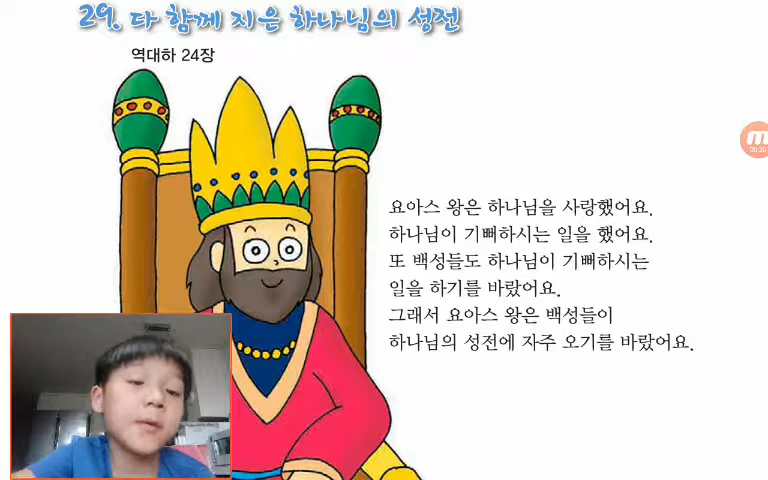 29. 다 함께 지은 하나님의 성전
역대하 24장
요아스 왕은 하나님을 사랑했어요.
하나님이 기뻐하시는 일을 했어요.
또 백성들도 하나님이 기뻐하시는
일을 하기를 바랐어요.
그래서 요아스 왕은 백성들이
하나님의 성전에 자주 오기를 바랐어요.